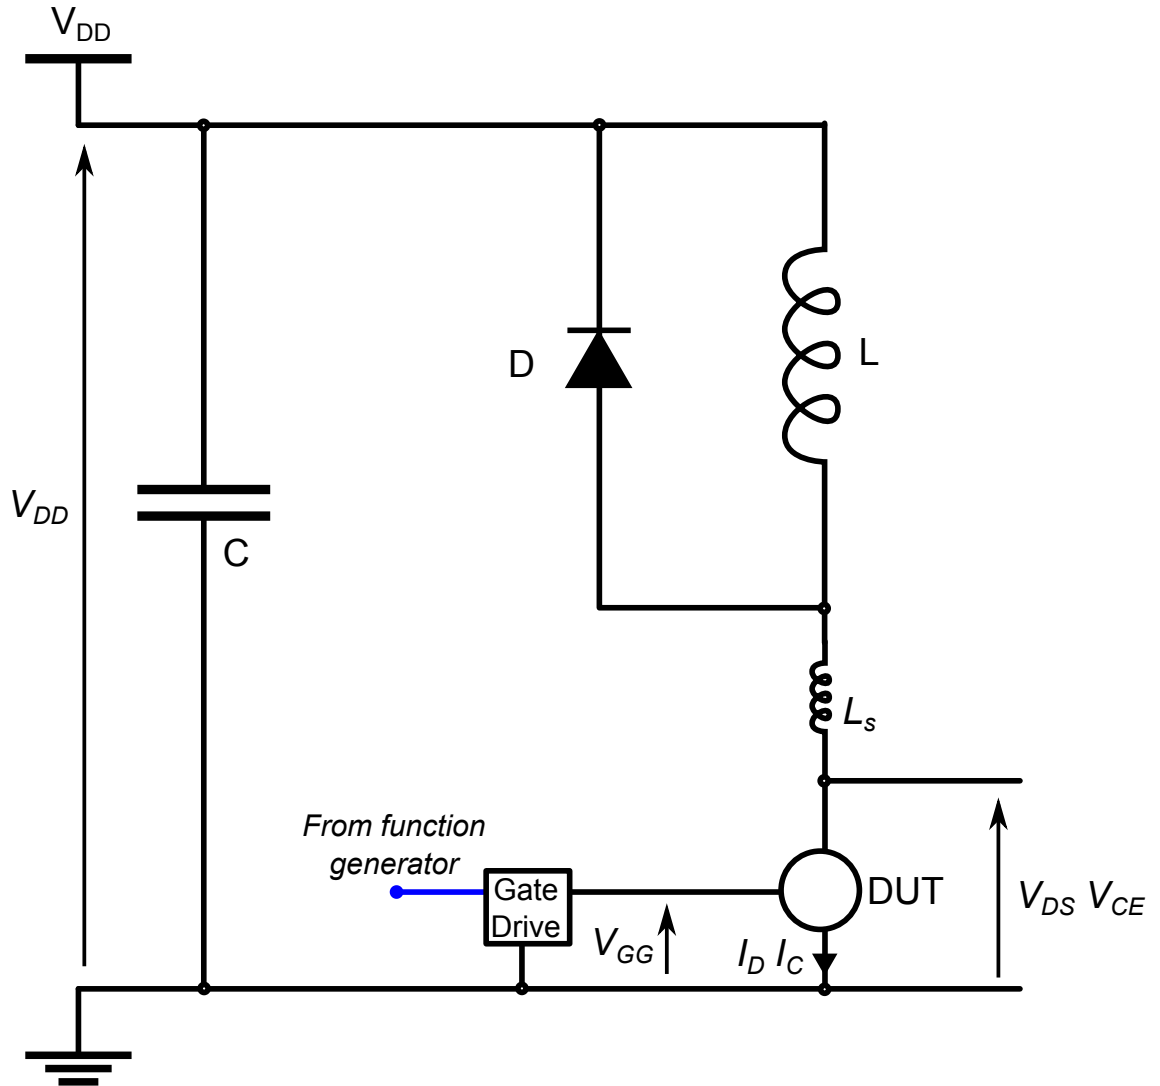 VDD
D
L
VDD
C
Ls
From function
generator
Gate
Drive
DUT
VDS VCE
VGG
ID IC